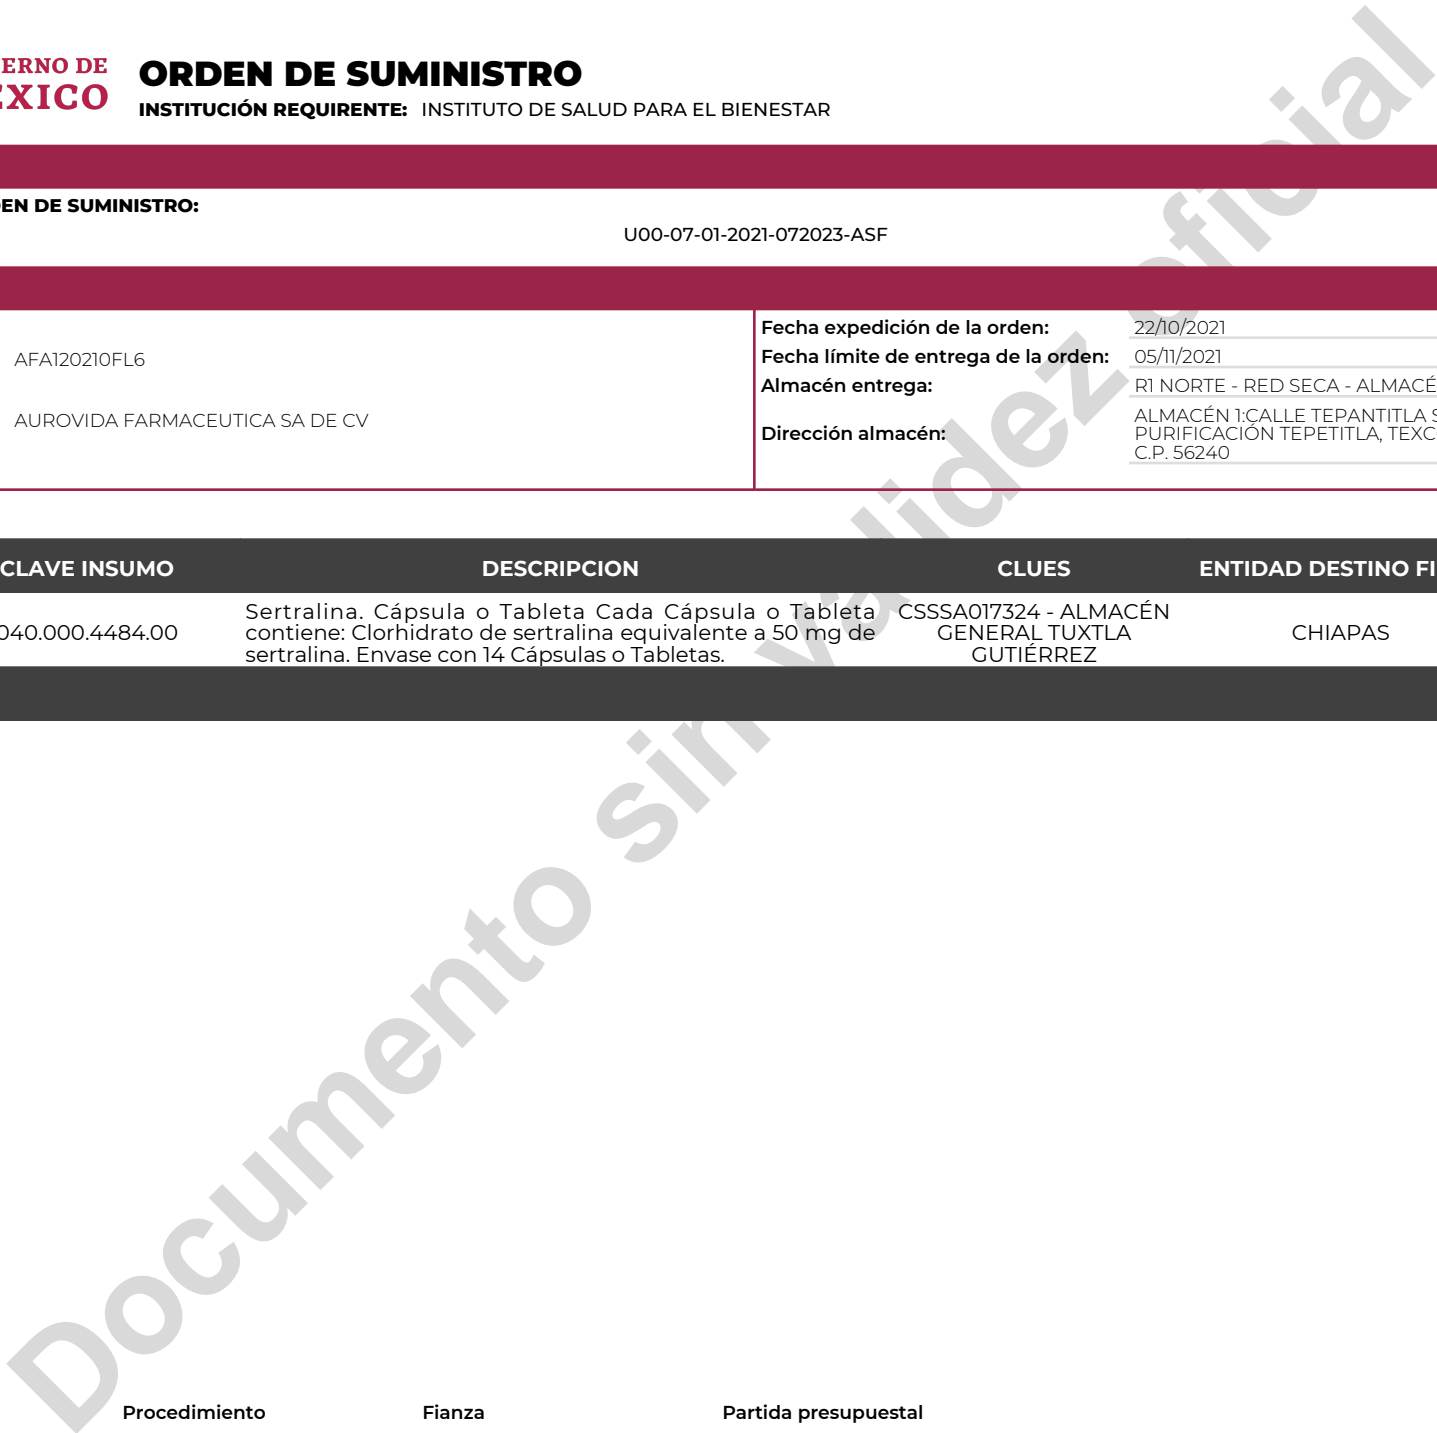 ERNO DE
ÉXICO
ORDEN DE SUMINISTRO
INSTITUCIÓN REQUIRENTE: INSTITUTO DE SALUD PARA EL BIENESTAR
EN DE SUMINISTRO:
U00-07-01-2021-072023-ASF
AFA120210FL6
AUROVIDA FARMACEUTICA SA DE CV
Fecha expedición de la orden: 22/10/2021
Fecha límite de entrega de la orden: 05/11/2021
Almacén entrega: R1 NORTE - RED SECA - ALMACÉ
Dirección almacén: ALMACÉN 1:CALLE TEPANTITLA S
PURIFICACIÓN TEPETITLA, TEXC
C.P. 56240
CLAVE INSUMO DESCRIPCION CLUES ENTIDAD DESTINO FI
040.000.4484.00
Sertralina. Cápsula o Tableta Cada Cápsula o Tableta
contiene: Clorhidrato de sertralina equivalente a 50 mg de
sertralina. Envase con 14 Cápsulas o Tabletas.
CSSSA017324 - ALMACÉN
GENERAL TUXTLA
GUTIÉRREZ
CHIAPAS
Documento sin validez oficial
Procedimiento Fianza Partida presupuestal